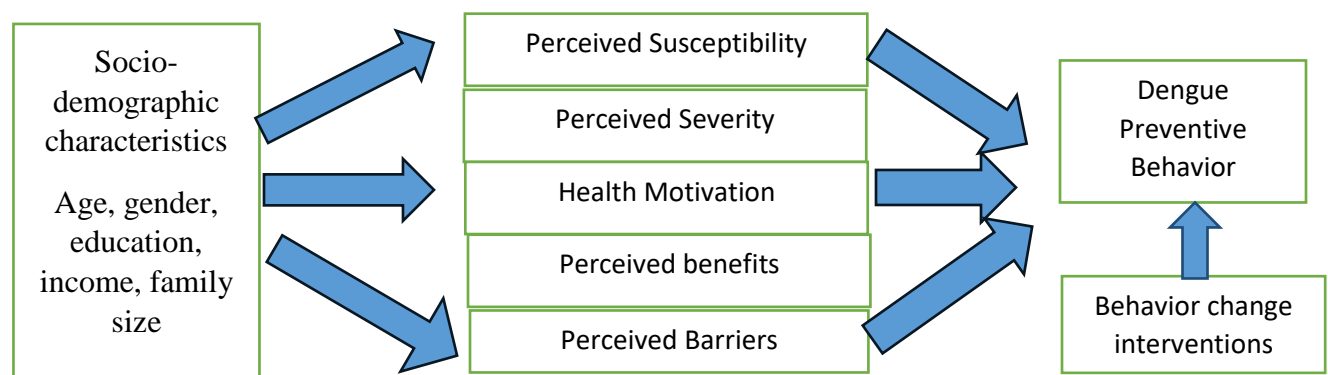 Socio-
demographic
characteristics
Age, gender,
education,
income, family
size
Perceived Susceptibility
Perceived Severity
Health Motivation
Perceived benefits
Perceived Barriers
Dengue
Preventive
Behavior
Behavior change
interventions